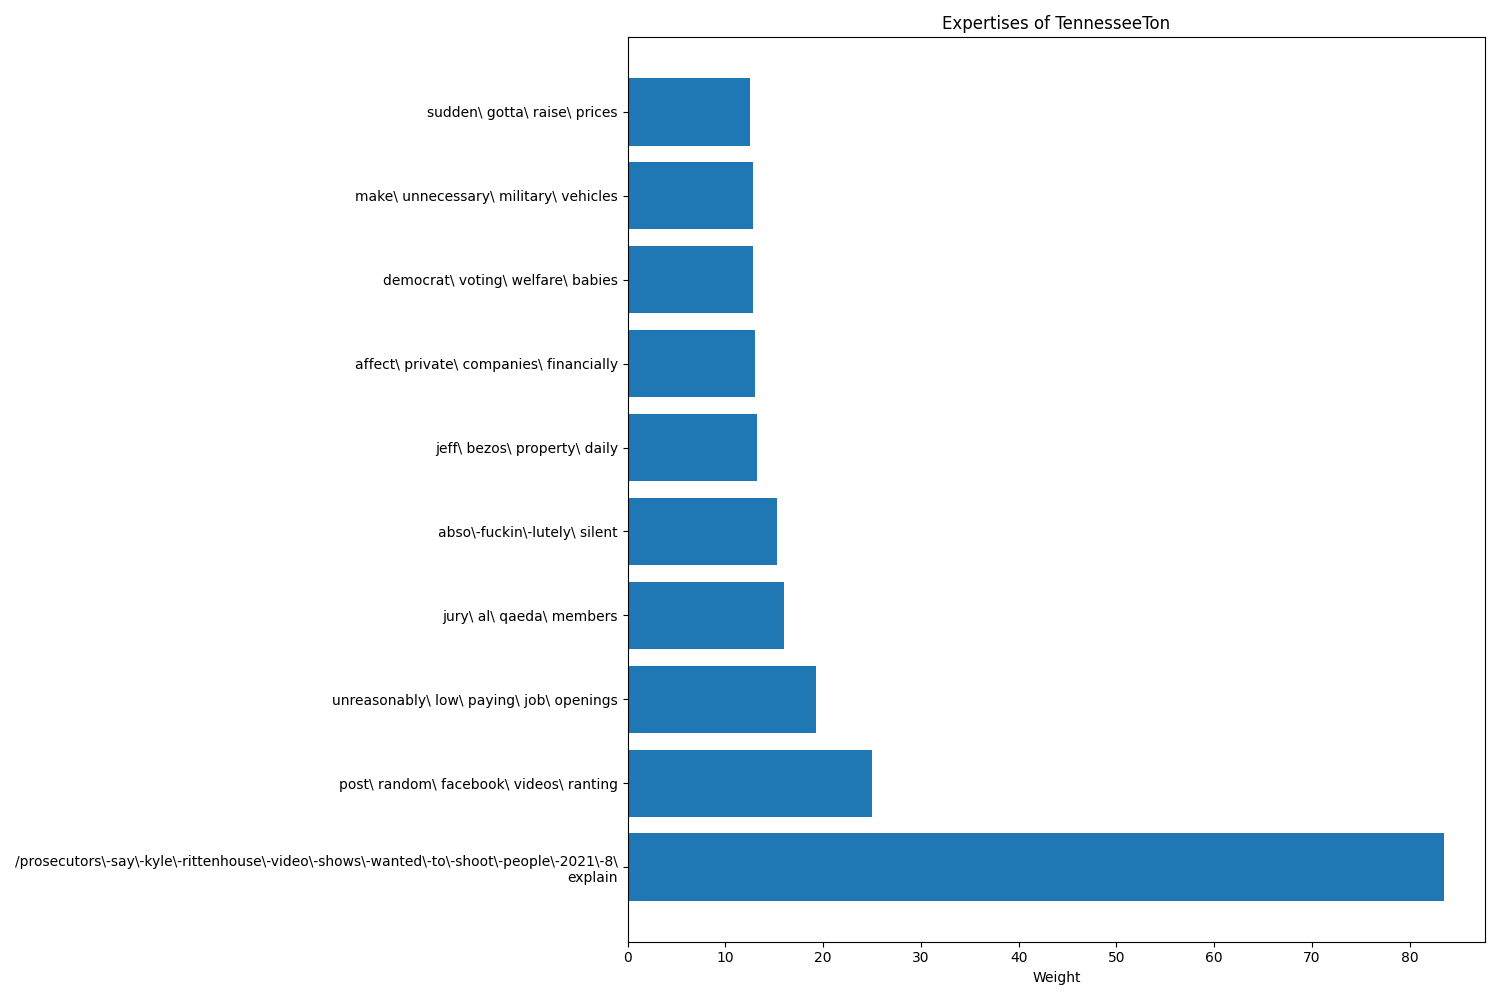 Expertises of TennesseeTon
sudden\ gotta\ raise\ prices
make\ unnecessary\ military\ vehicles
democrat\ voting\ welfare\ babies
affect\ private\ companies\ financially
jeff\ bezos\ property\ daily
abso\-fuckin\-lutely\ silent
jury\ al\ qaeda\ members
unreasonably\ low\ paying\ job\ openings
post\ random\ facebook\ videos\ ranting
/prosecutors\-say\-kyle\-rittenhouse\-video\-shows\-wanted\-to\-shoot\-people\-2021\-8\
explain
0 10 20 30 40 50 60 70 80
Weight